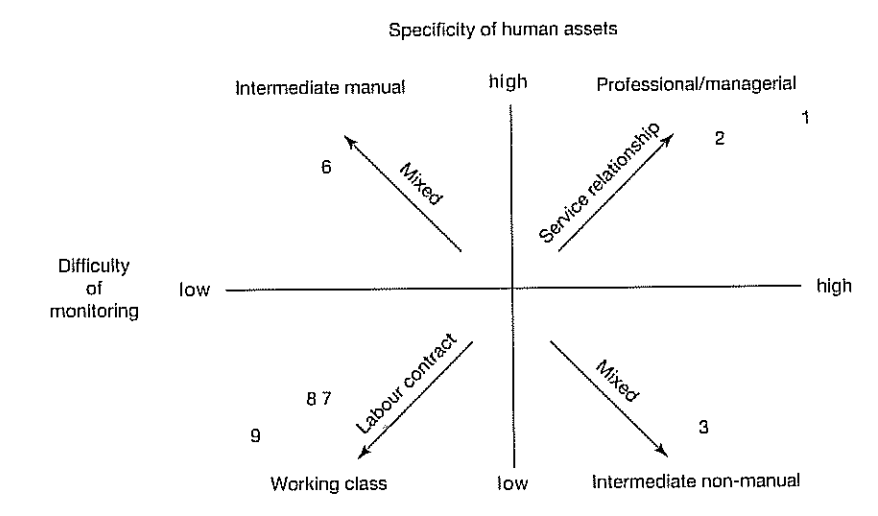 Specificity of human assets
Intermediate manual
high
Professional/managerial
1
2
6
Mixed
Service relationship
Difficulty
of
monitoring
low
high
Labour contract
Mixed
8 7
3
9
Working class
low
Intermediate non-manual